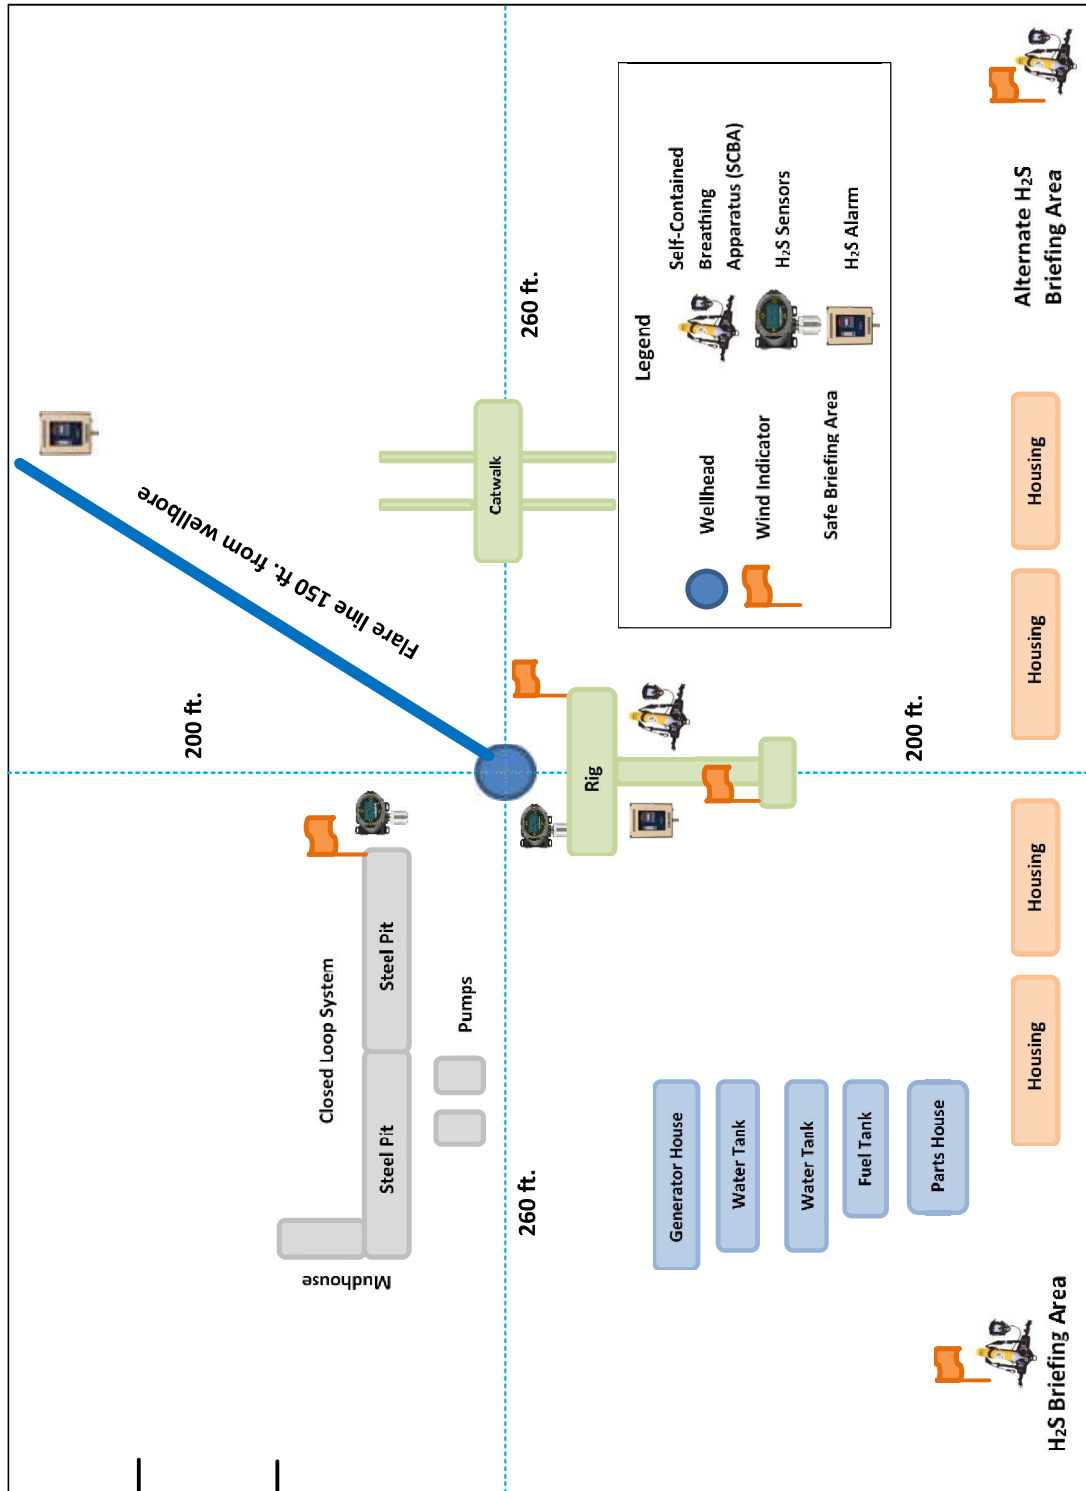 200 ft.
Flare line 150 ft. from wellbore
Mudhouse
Closed Loop System
Steel Pit
Steel Pit
Pumps
260 ft.
260 ft.
Catwalk
Rig
Legend
Wellhead
Wind Indicator
Safe Briefing Area
Self-Contained
Breathing
Apparatus (SCBA)
H₂S Sensors
H₂S Alarm
Generator House
Water Tank
Water Tank
Fuel Tank
Parts House
200 ft.
Housing
Housing
Housing
Housing
H₂S Briefing Area
Alternate H₂S
Briefing Area